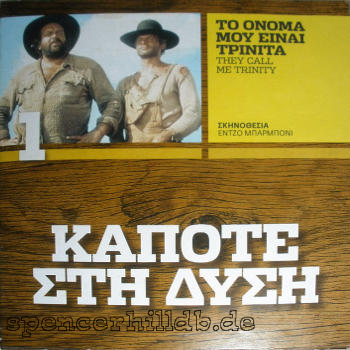 ΤΟ ΟΝΟΜΑ
ΜΟΥ ΕΙΝΑΙ
ΤΡΙΝΙΤΑ
THEY CALL
ME TRINITY
ΣΚΗΝΟΘΕΣΙΑ
ΕΝΤΖΟ ΜΠΑΡΜΠΟΝΙ
1
ΚΑΠΟΤΕ
ΣΤΗ ΔΥΣΗ
spencerhilldb.de